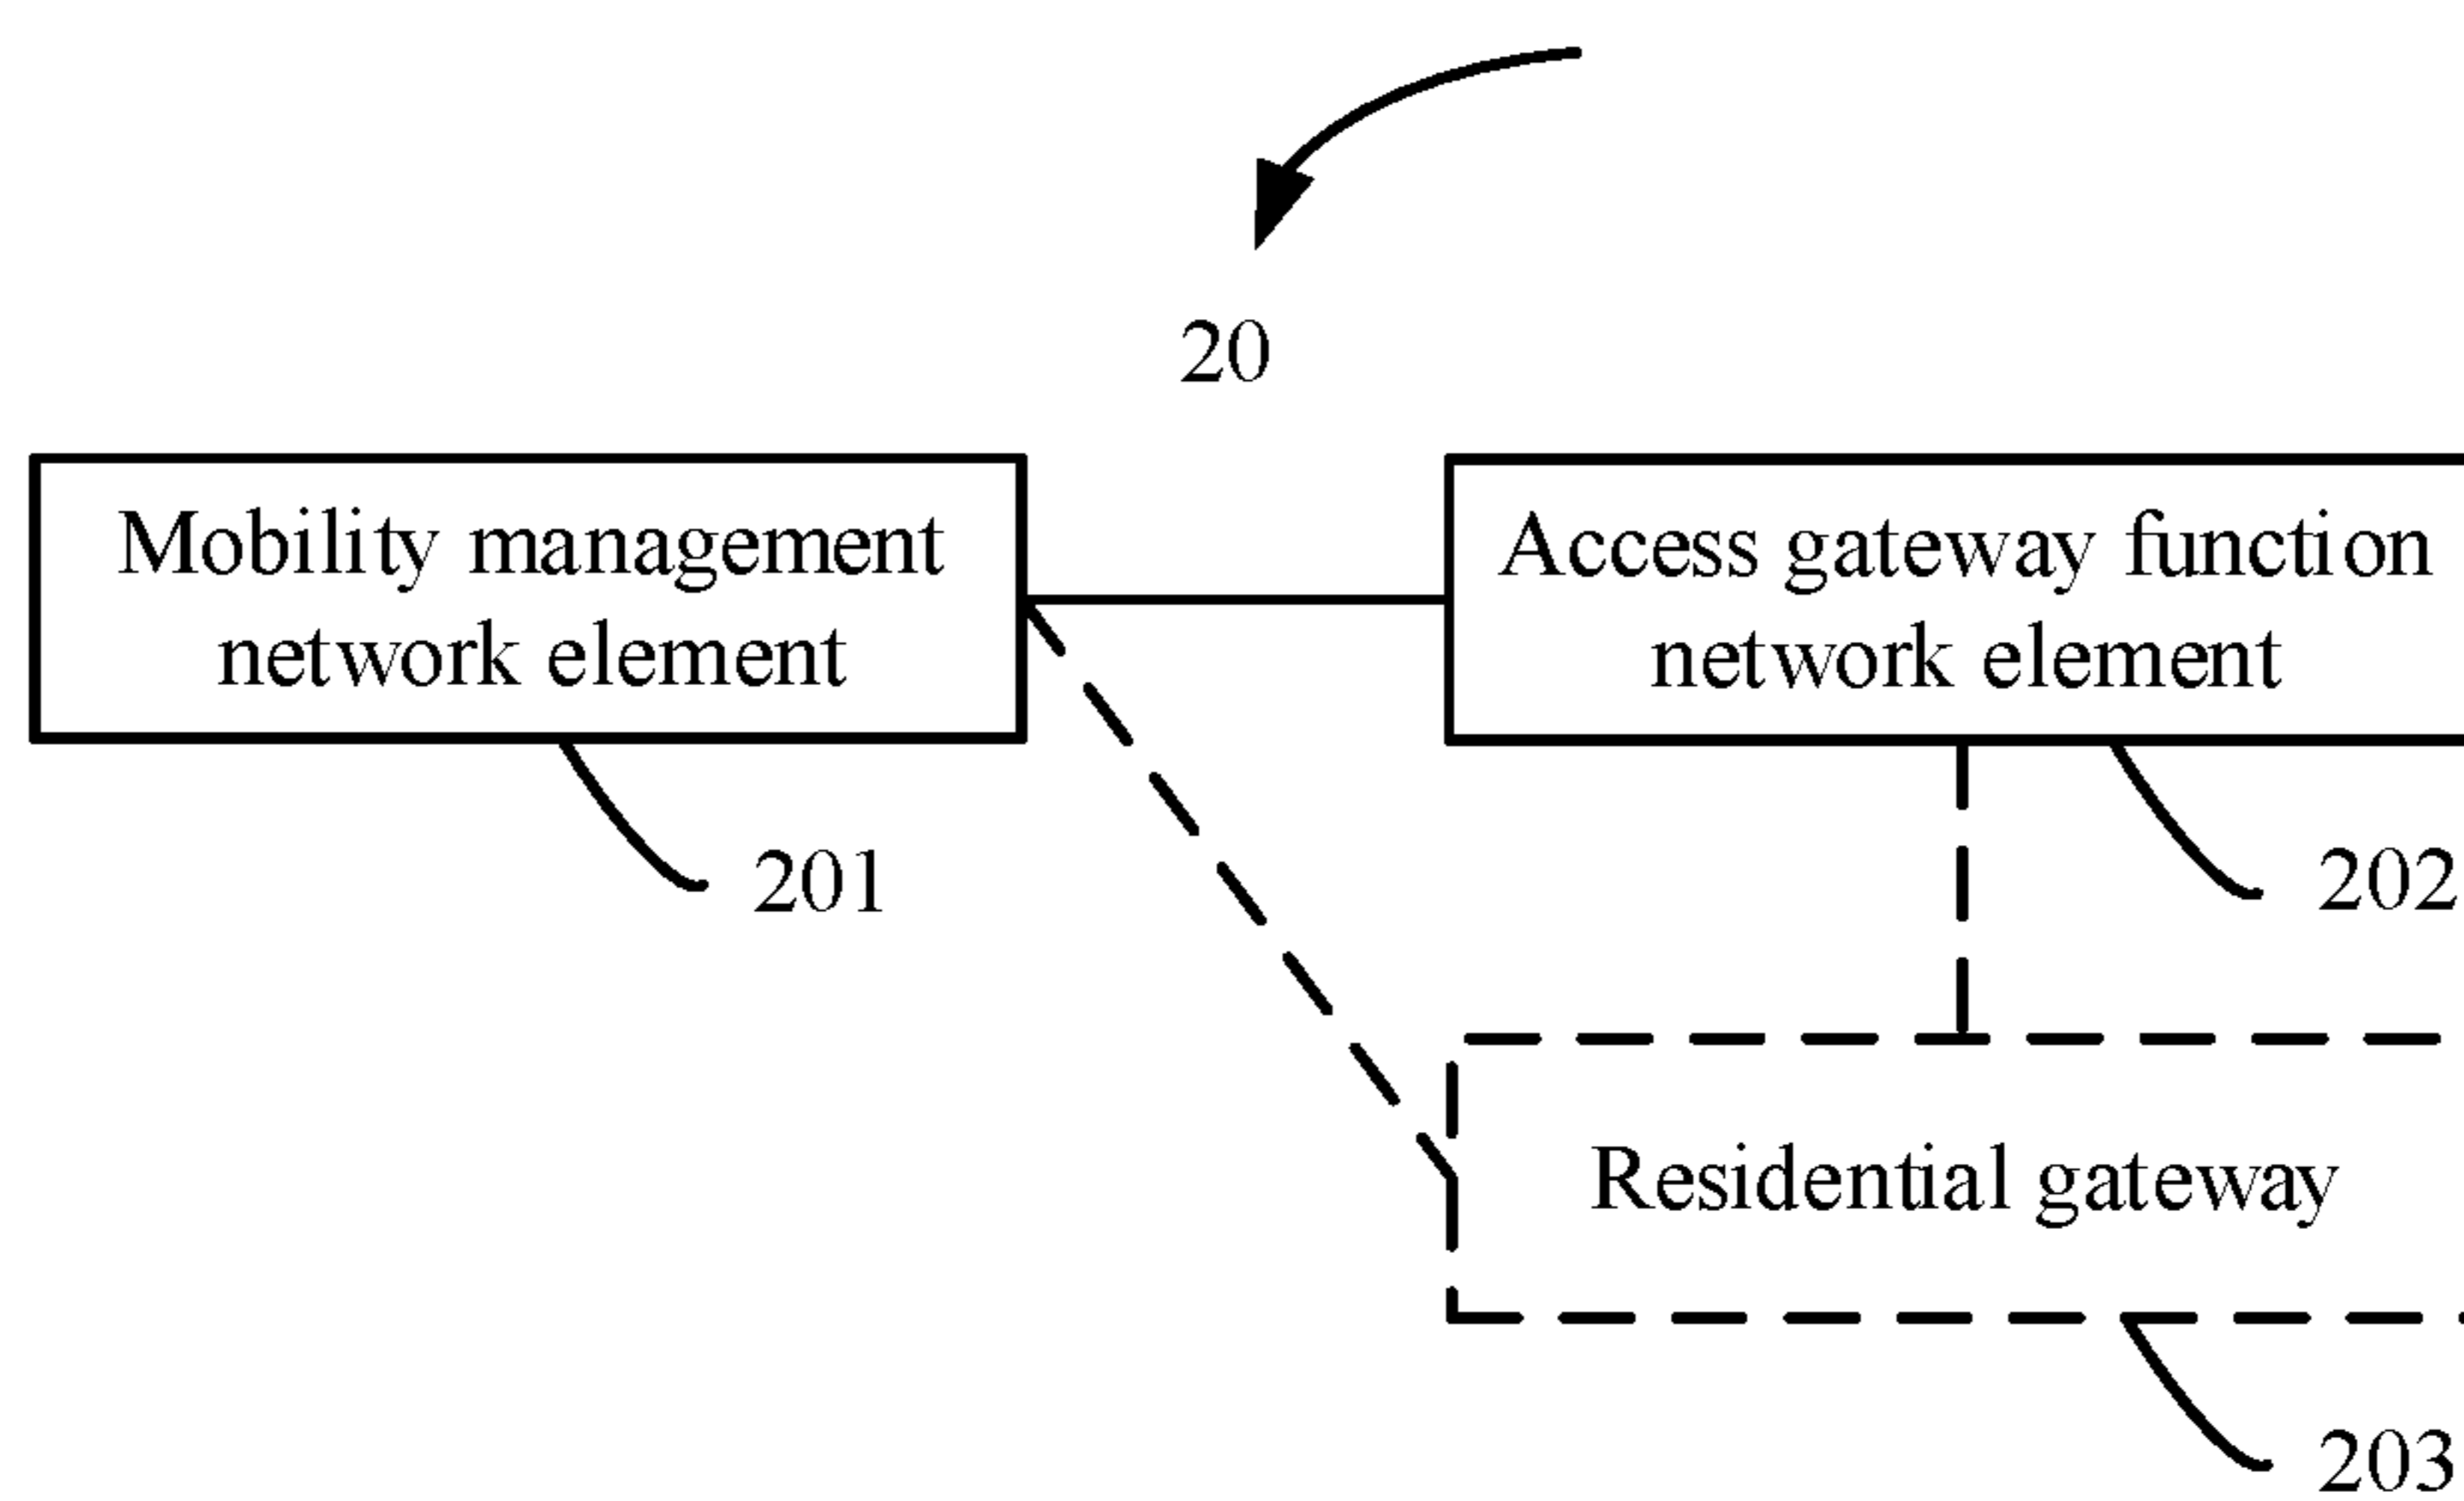 20
Mobility management
network element
Access gateway function
network element
201
202
Residential gateway
203